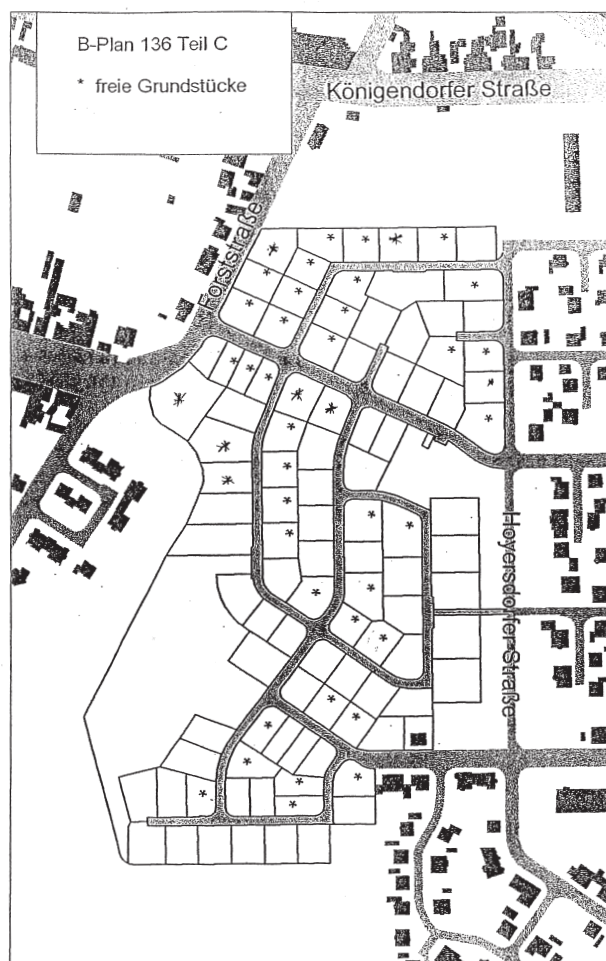 B-Plan 136 Teil C
* freie Grundstücke
Königendorfer Straße
Forststraße
Hoyersdorfer Straße